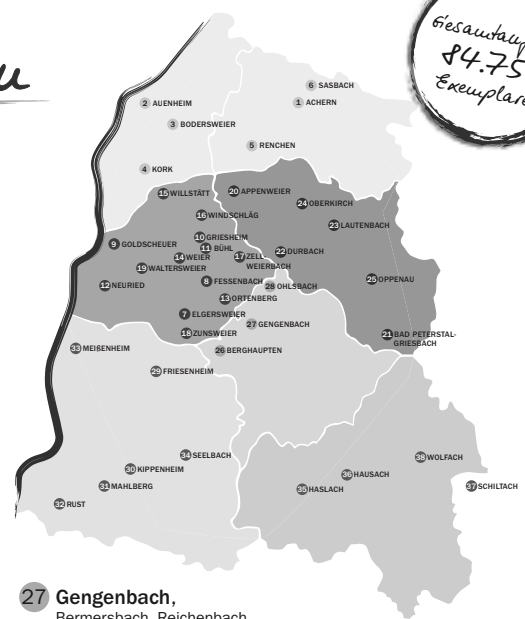 6 SASBACH
1 ACHERN
2 AUENHEIM
3 BODERSWEIER
5 RENCHEN
4 KORK
15 WILLSTÄTT
20 APPENWEIER
24 OBERKIRCH
16 WINDSCHLÄG
23 LAUTENBACH
10 GRIESHEIM
9 GOLDSCHEUER
11 BÜHL
22 DURBACH
14 WEIER
17 ZELL
WEIERBACH
19 WALTERSWEIER
8 FESSENBACH
25 OPPENAU
12 NEURIED
28 OHLSBACH
13 ORTENBERG
7 ELGERSWEIER
27 GENGENBACH
18 ZUNSWEIER
21 BAD PETERSTAL-
GRIESBACH
33 MEIßENHEIM
26 BERGHAUPTEN
29 FRIESENHEIM
34 SEELBACH
38 WOLFACH
30 KIPPENHEIM
36 HAUSACH
31 MAHLBERG
35 HASLACH
37 SCHILTACH
32 RUST
84.75
Exemplare
27 Gengenbach,
Bermersbach, Reichenbach